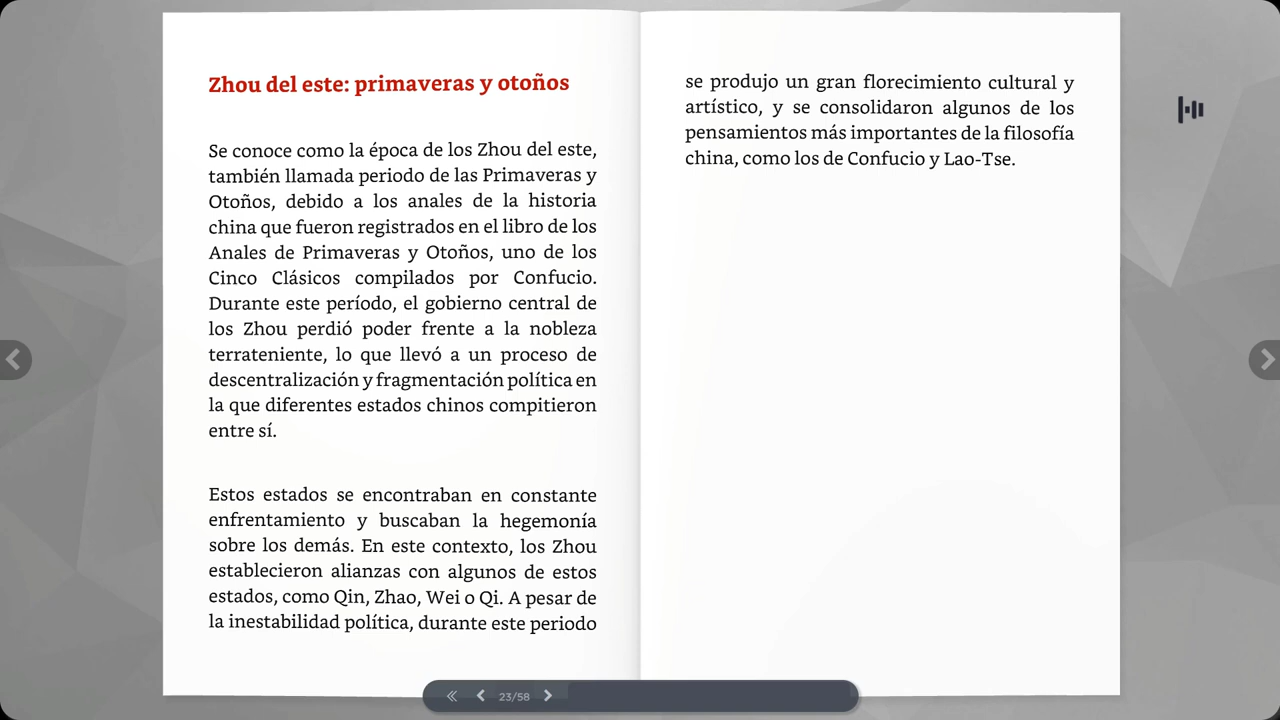 Zhou del este: primaveras y otoños
Se conoce como la época de los Zhou del este,
también llamada periodo de las Primaveras y
Otoños, debido a los anales de la historia
china que fueron registrados en el libro de los
Anales de Primaveras y Otoños, uno de los
Cinco Clásicos compilados por Confucio.
Durante este período, el gobierno central de
los Zhou perdió poder frente a la nobleza
terrateniente, lo que llevó a un proceso de
descentralización y fragmentación política en
la que diferentes estados chinos compitieron
entre sí.
Estos estados se encontraban en constante
enfrentamiento y buscaban la hegemonía
sobre los demás. En este contexto, los Zhou
establecieron alianzas con algunos de estos
estados, como Qin, Zhao, Wei o Qi. A pesar de
la inestabilidad política, durante este periodo
se produjo un gran florecimiento cultural y
artístico, y se consolidaron algunos de los
pensamientos más importantes de la filosofía
china, como los de Confucio y Lao-Tse.
23/58